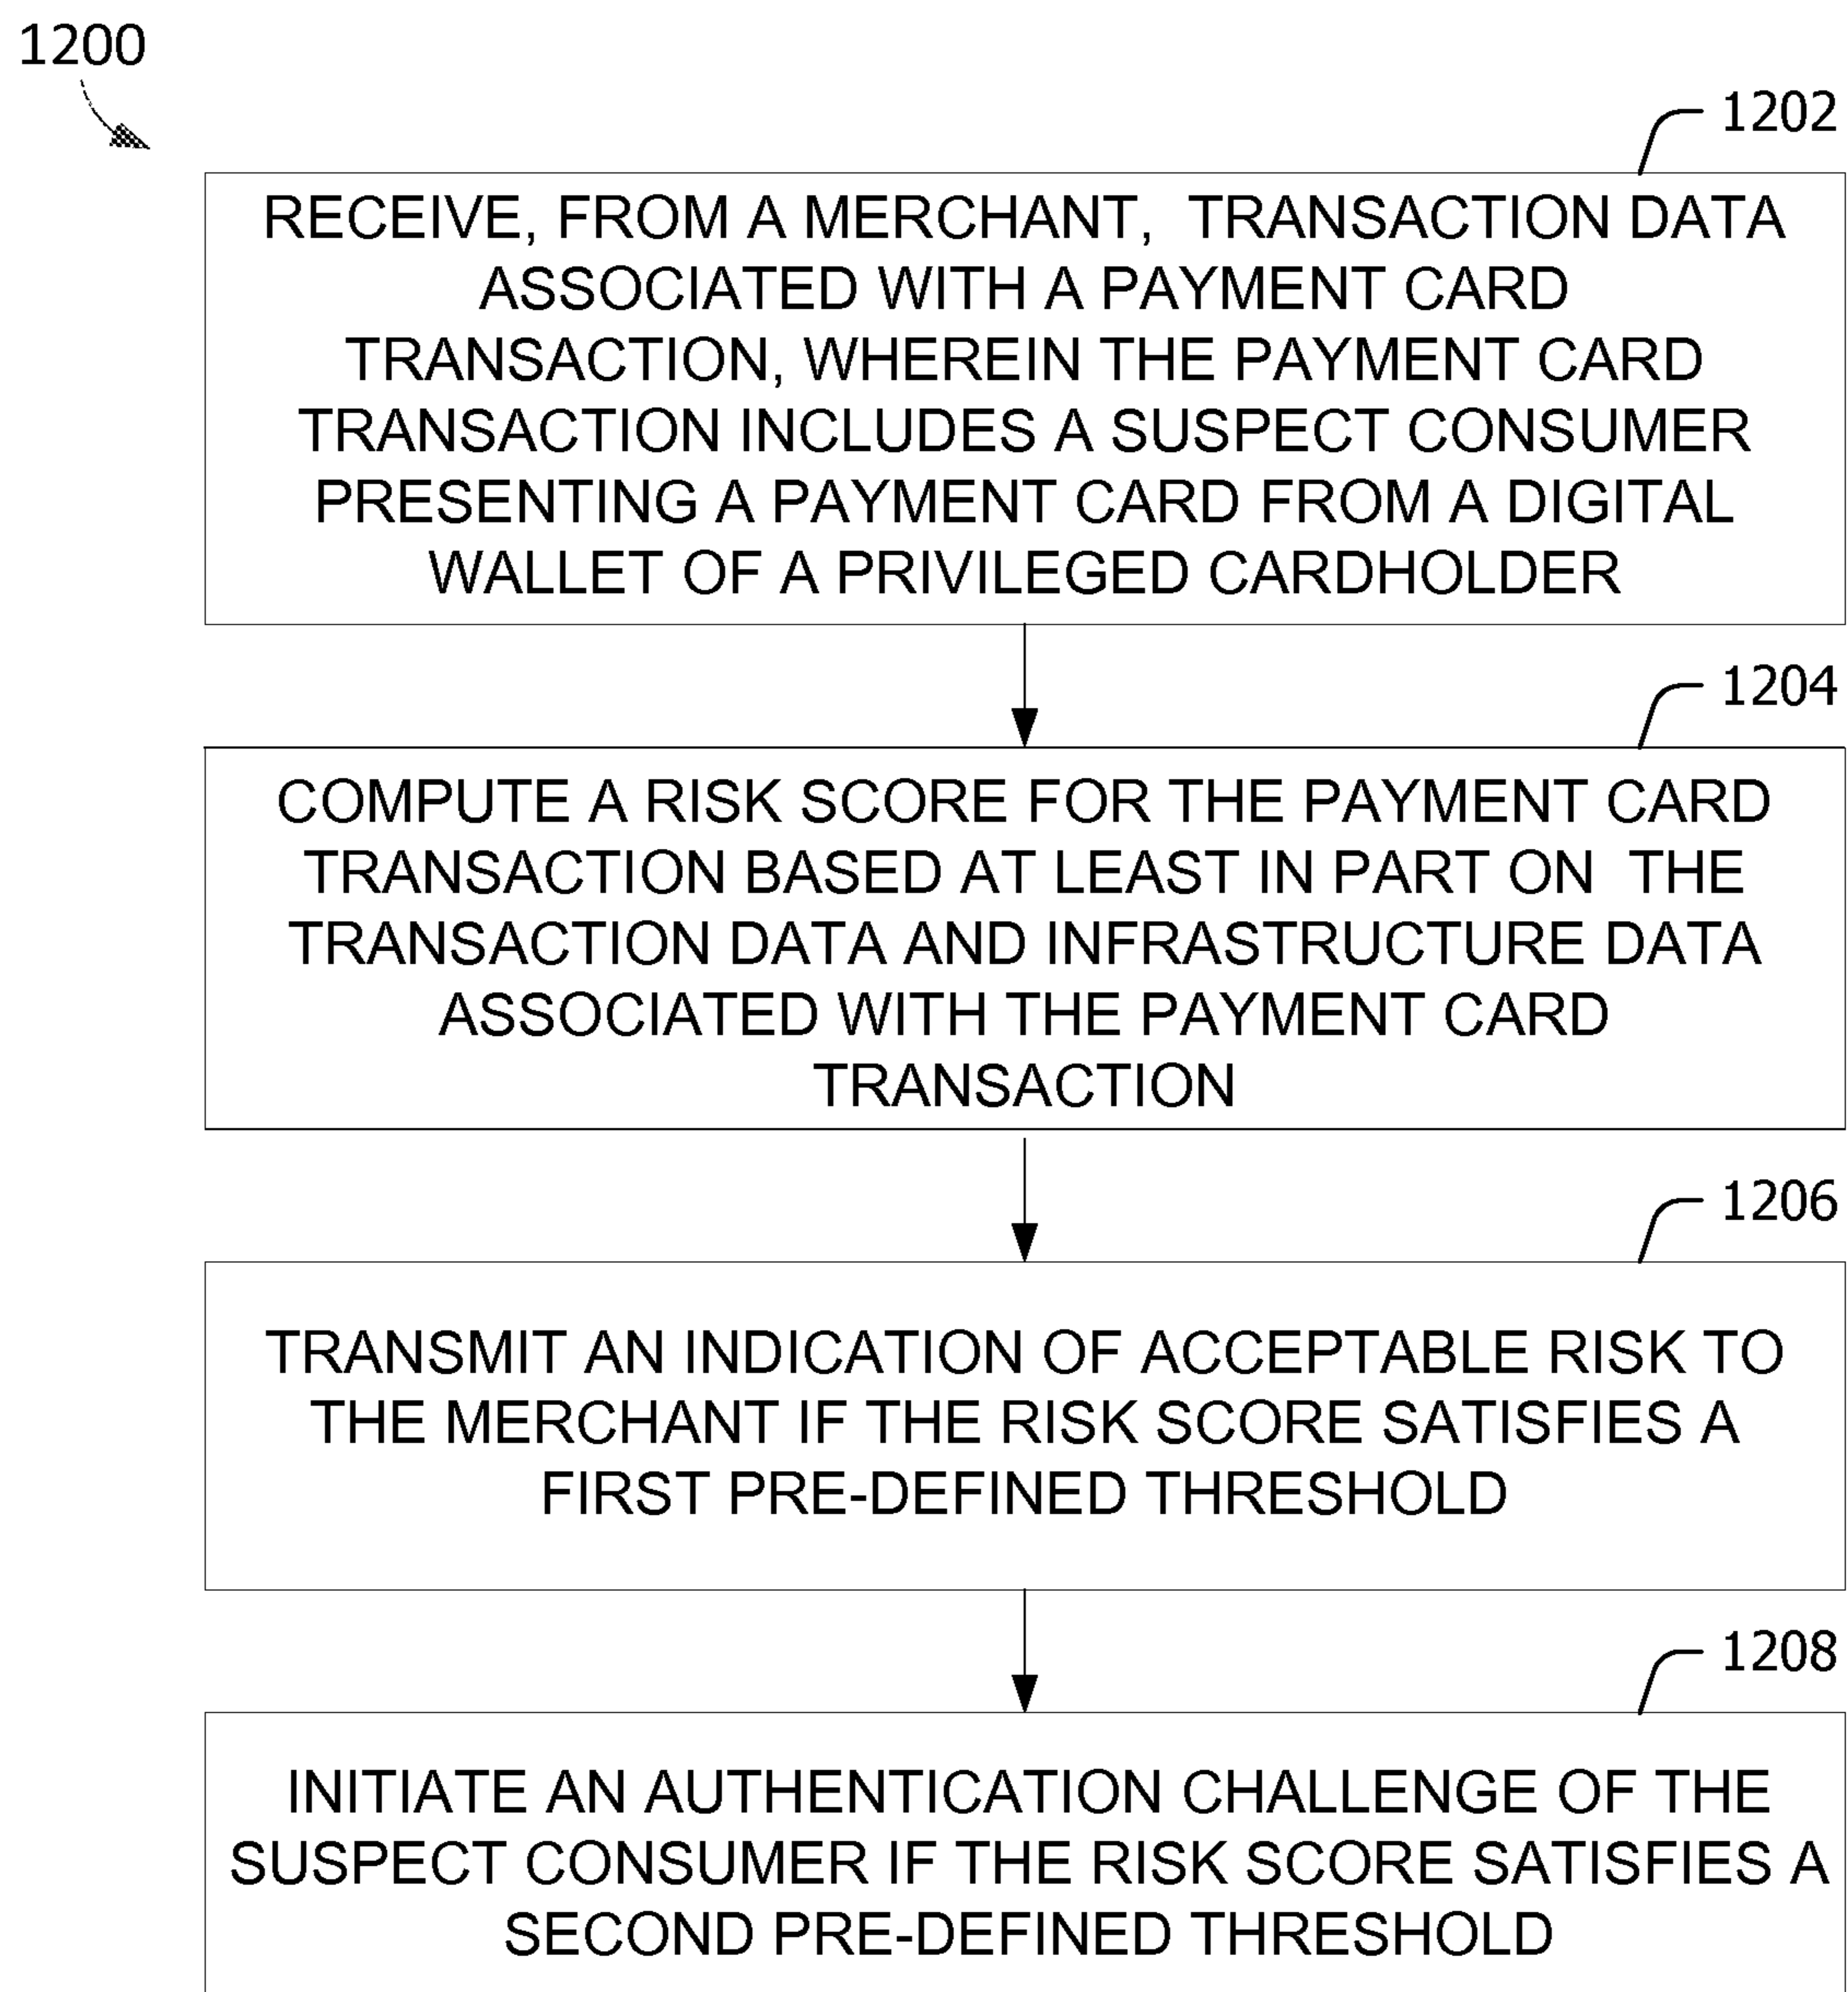 1200
1202
RECEIVE, FROM A MERCHANT, TRANSACTION DATA
ASSOCIATED WITH A PAYMENT CARD
TRANSACTION, WHEREIN THE PAYMENT CARD
TRANSACTION INCLUDES A SUSPECT CONSUMER
PRESENTING A PAYMENT CARD FROM A DIGITAL
WALLET OF A PRIVILEGED CARDHOLDER
1204
COMPUTE A RISK SCORE FOR THE PAYMENT CARD
TRANSACTION BASED AT LEAST IN PART ON THE
TRANSACTION DATA AND INFRASTRUCTURE DATA
ASSOCIATED WITH THE PAYMENT CARD
TRANSACTION
1206
TRANSMIT AN INDICATION OF ACCEPTABLE RISK TO
THE MERCHANT IF THE RISK SCORE SATISFIES A
FIRST PRE-DEFINED THRESHOLD
1208
INITIATE AN AUTHENTICATION CHALLENGE OF THE
SUSPECT CONSUMER IF THE RISK SCORE SATISFIES A
SECOND PRE-DEFINED THRESHOLD